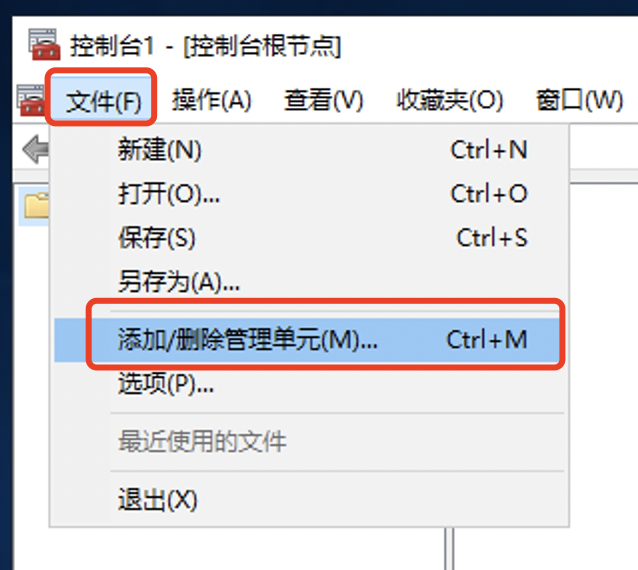 控制台1 - [控制台根节点]
文件(F) 操作(A) 查看(V) 收藏夹(O) 窗口(W)
新建(N) Ctrl+N
打开(O)... Ctrl+O
保存(S) Ctrl+S
另存为(A)...
添加/删除管理单元(M)... Ctrl+M
选项(P)...
最近使用的文件
退出(X)